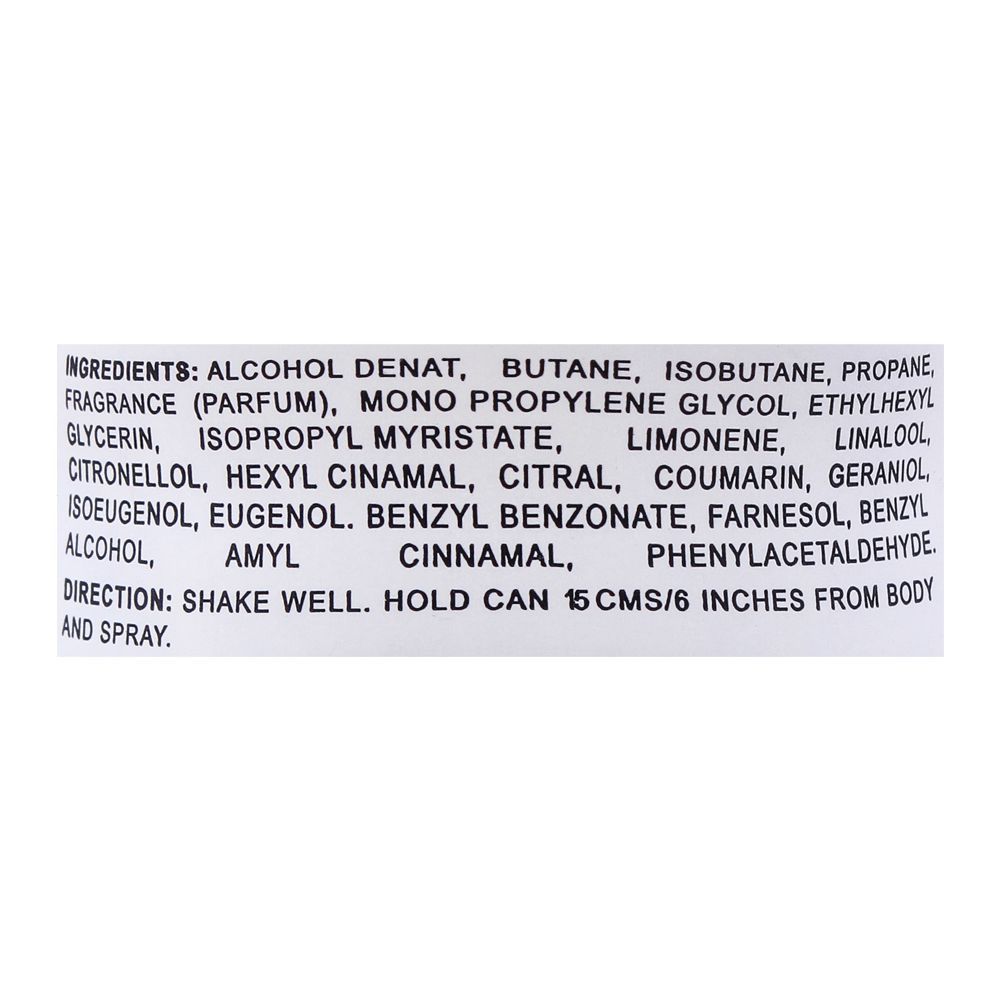 INGREDIENTS: ALCOHOL DENAT, BUTANE, ISOBUTANE, PROPANE,
FRAGRANCE (PARFUM), MONO PROPYLENE GLYCOL, ETHYLHEXYL
GLYCERIN, ISOPROPYL MYRISTATE, LIMONENE, LINALOOL,
CITRONELLOL, HEXYL CINAMAL, CITRAL, COUMARIN, GERANIOL,
ISOEUGENOL, EUGENOL. BENZYL BENZONATE, FARNESOL, BENZYL
ALCOHOL, AMYL CINNAMAL, PHENYLACETALDEHYDE.
DIRECTION: SHAKE WELL. HOLD CAN 15 CMS/6 INCHES FROM BODY
AND SPRAY.